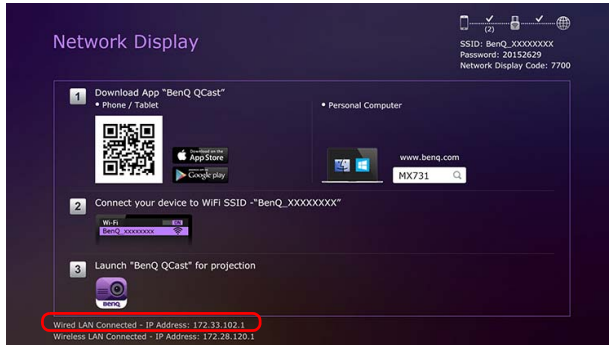 Network Display
(2)
SSID: BenQ_XXXXXXXX
Password: 20152629
Network Display Code: 7700
1
Download App "BenQ QCast"
• Phone / Tablet
• Personal Computer
Download on the
App Store
Google play
www.benq.com
MX731
2
Connect your device to WiFi SSID -"BenQ_XXXXXXXX"
Wi-Fi
EN
BenQ_xxxxxxxx
3
Launch "BenQ QCast" for projection
BenQ
Wired LAN Connected - IP Address: 172.33.102.1
Wireless LAN Connected - IP Address: 172.28.120.1